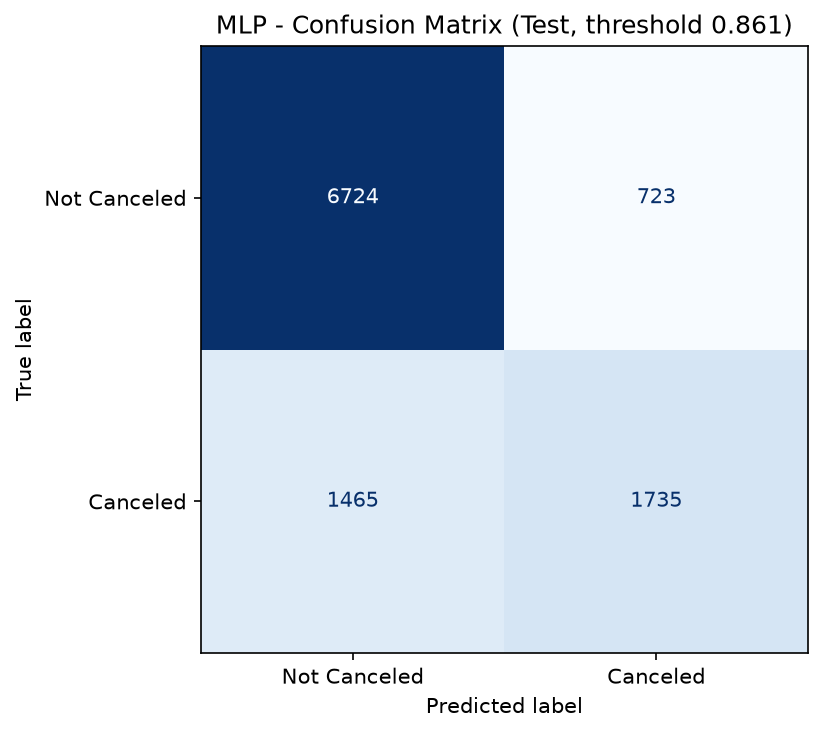 MLP - Confusion Matrix (Test, threshold 0.861)
True label
Not Canceled
6724 723
Canceled
1465 1735
Not Canceled Canceled
Predicted label